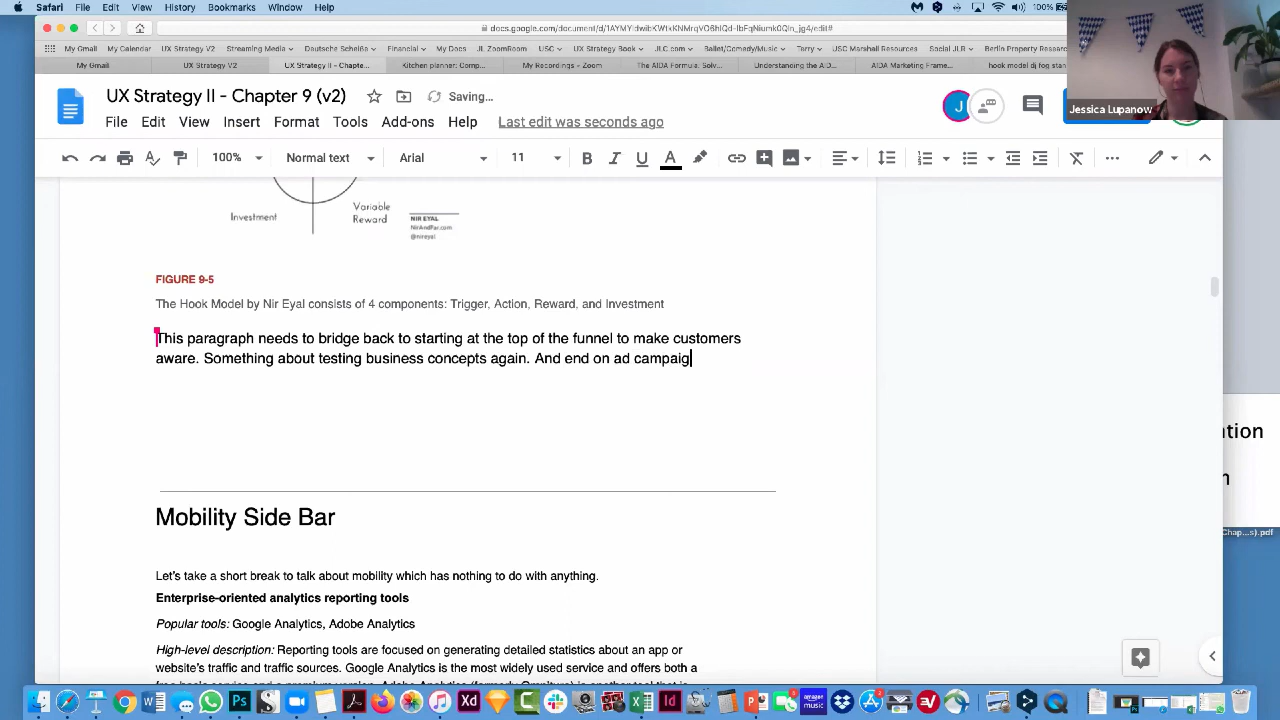 Safari File Edit View History Bookmarks Window Help
100%
docs.google.com
My Gmail My Calendar UX Strategy V2 Streaming Media Deutsche Scheiße Financial My Docs JL ZoomRoom USC UX Strategy Book JLC.com Ballet/Comedy/Music Terry USC Marshall Resources Social JLR Berlin Property
My Gmail UX Strategy V2 UX Strategy II - Chapte... Kitchen planner: Comp... My Recordings - Zoom The AIDA Formula: Solv... Understanding the AID... AIDA Marketing Frame... hook model dj fog
Jessica Lupanow
UX Strategy II - Chapter 9 (v2)
Saving...
J
File Edit View Insert Format Tools Add-ons Help Last edit was seconds ago
100% Normal text Arial 11 B I U A
Variable
Investment
Reward
NIR EYAL
NirAndFar.com
@nireyal
FIGURE 9-5
The Hook Model by Nir Eyal consists of 4 components: Trigger, Action, Reward, and Investment
This paragraph needs to bridge back to starting at the top of the funnel to make customers
aware. Something about testing business concepts again. And end on ad campaig
Mobility Side Bar
Let's take a short break to talk about mobility which has nothing to do with anything.
Enterprise-oriented analytics reporting tools
Popular tools: Google Analytics, Adobe Analytics
High-level description: Reporting tools are focused on generating detailed statistics about an app or
website's traffic and traffic sources. Google Analytics is the most widely used service and offers both a